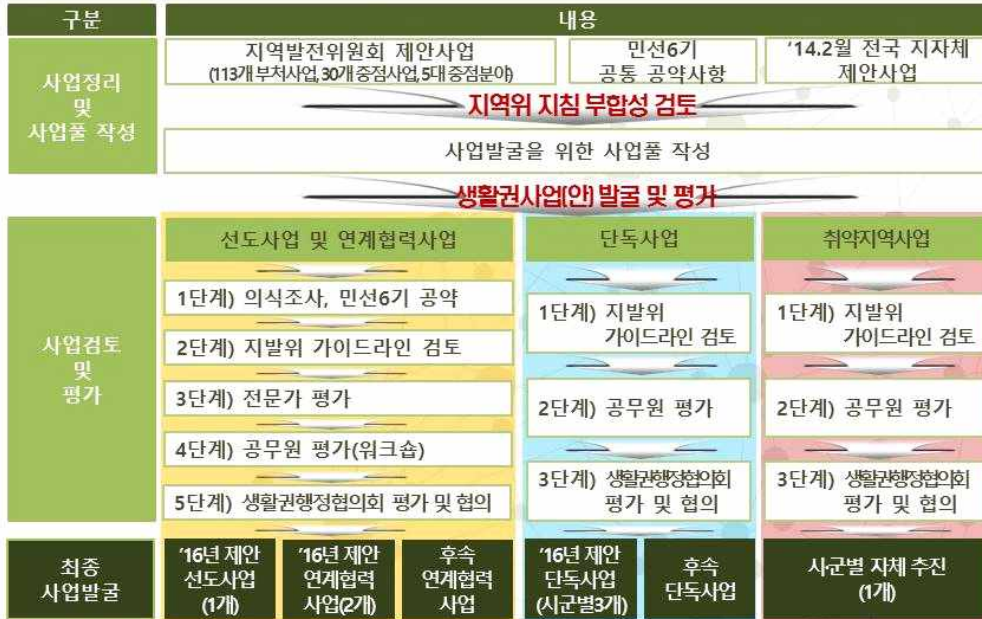 구분
내용
사업정리
및
사업풀 작성
지역발전위원회 제안사업
(113개 부처사업, 30개 중점사업, 5대 중점분야)
민선6기
공통 공약사항
'14.2월 전국 지자체
제안사업
지역위 지침 부합성 검토
사업발굴을 위한 사업풀 작성
생활권사업(안) 발굴 및 평가
사업검토
및
평가
선도사업 및 연계협력사업
1단계) 의식조사, 민선6기 공약
2단계) 지발위 가이드라인 검토
3단계) 전문가 평가
4단계) 공무원 평가(워크숍)
5단계) 생활권행정협의회 평가 및 협의
단독사업
1단계) 지발위
가이드라인 검토
2단계) 공무원 평가
3단계) 생활권행정협의회
평가 및 협의
취약지역사업
1단계) 지발위
가이드라인 검토
2단계) 공무원 평가
3단계) 생활권행정협의회
평가 및 협의
최종
사업발굴
'16년 제안
선도사업
(1개)
'16년 제안
연계협력
사업(2개)
후속
연계협력
사업
'16년 제안
단독사업
(시군별3개)
후속
단독사업
시군별 자체 추진
(1개)